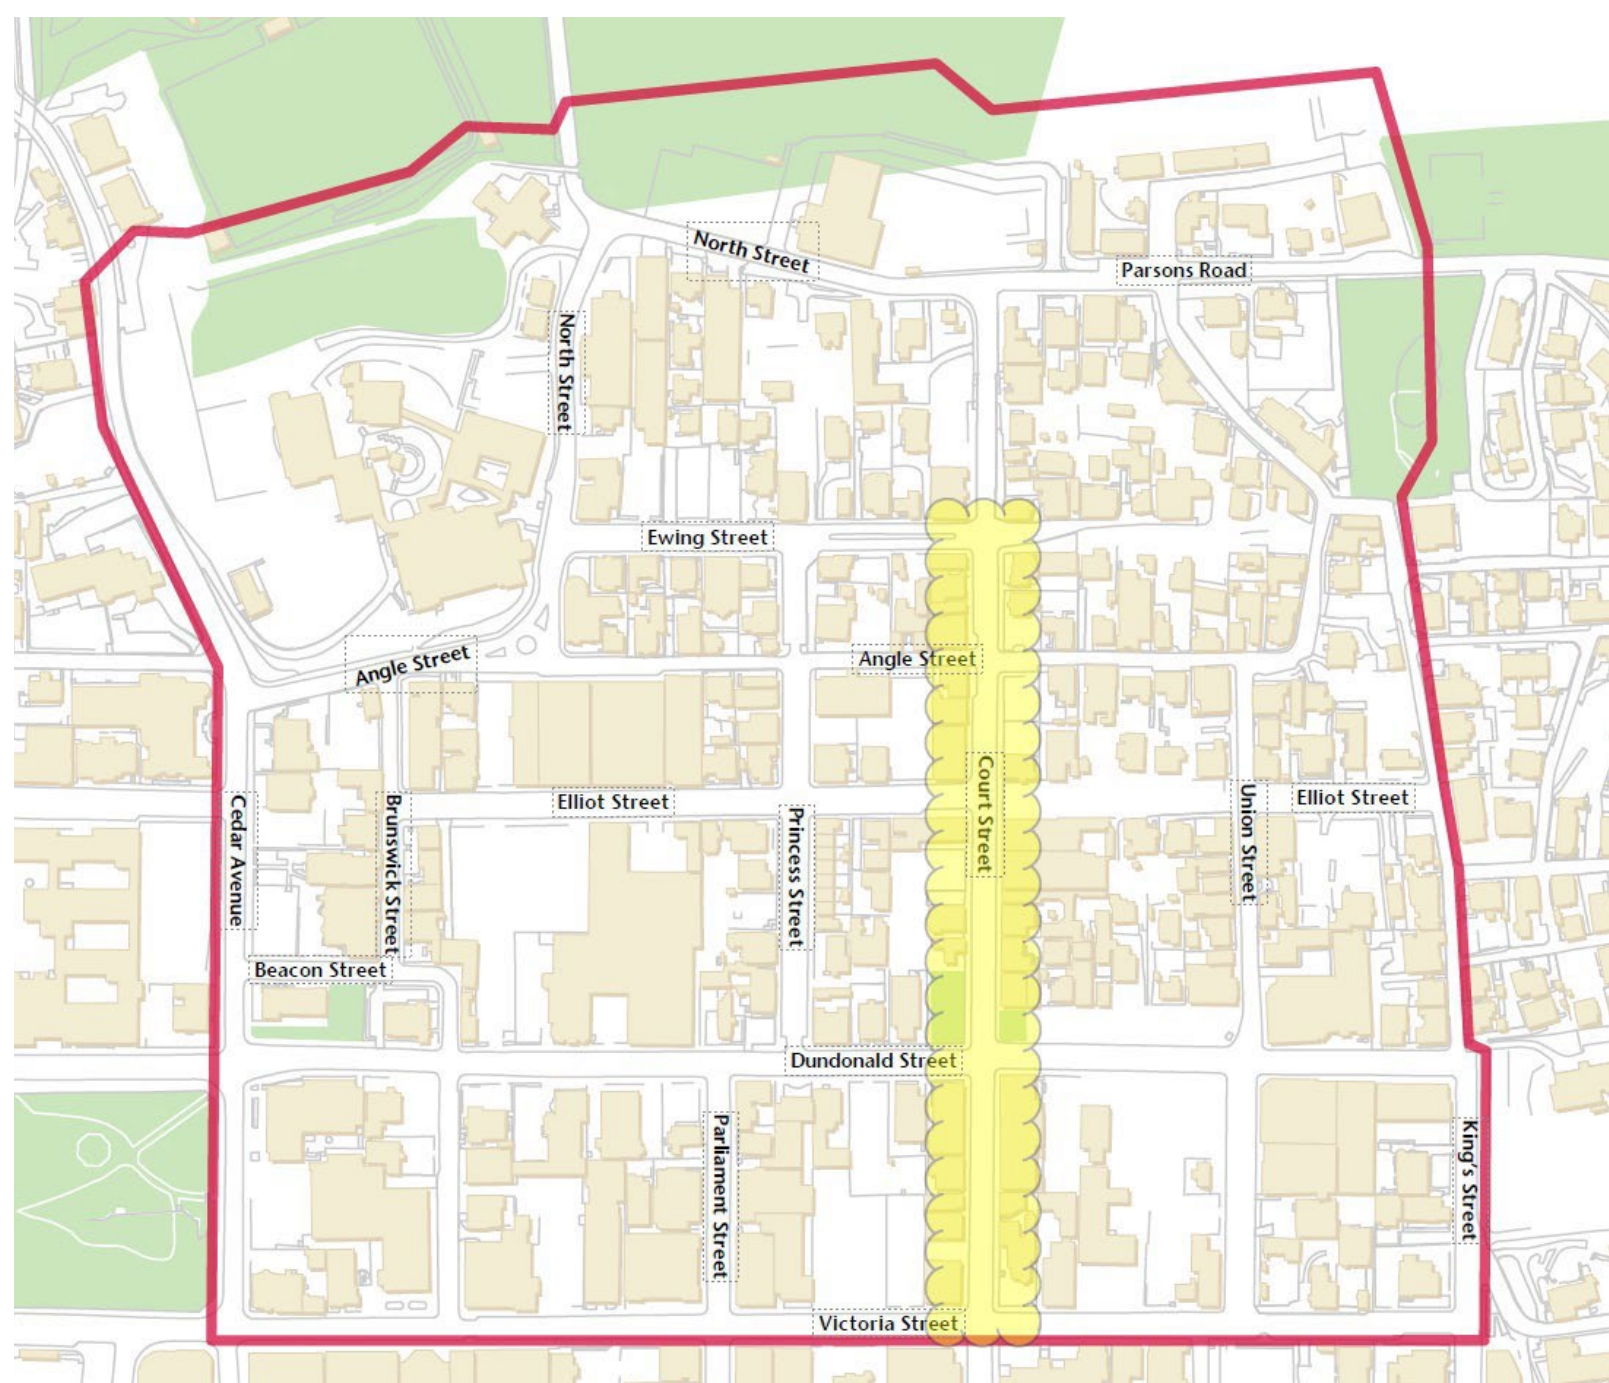 North Street
Parsons Road
North Street
Ewing Street
Angle Street
Angle Street
Court Street
Elliot Street
Elliot Street
Cedar Avenue
Brunswick Street
Princess Street
Union Street
Beacon Street
Dundonald Street
Parliament Street
King's Street
Victoria Street